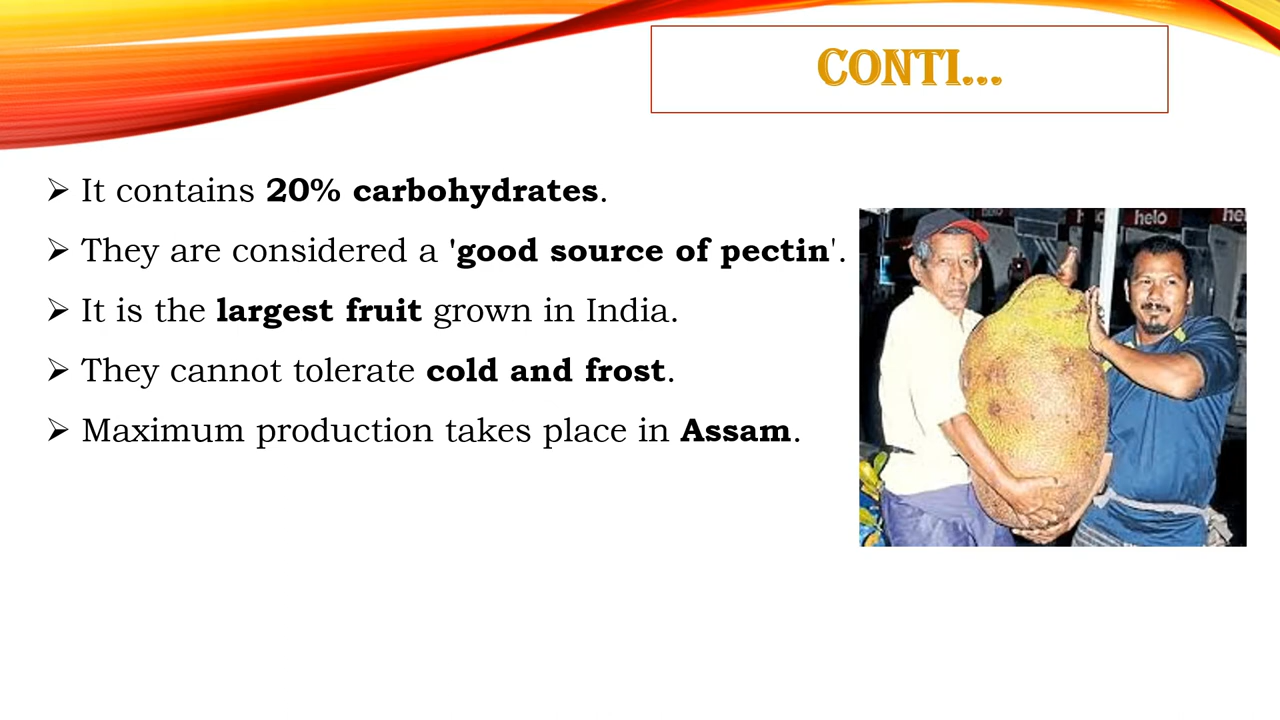 CONTI...
➢ It contains 20% carbohydrates.
➢ They are considered a 'good source of pectin'.
➢ It is the largest fruit grown in India.
➢ They cannot tolerate cold and frost.
➢ Maximum production takes place in Assam.
helo